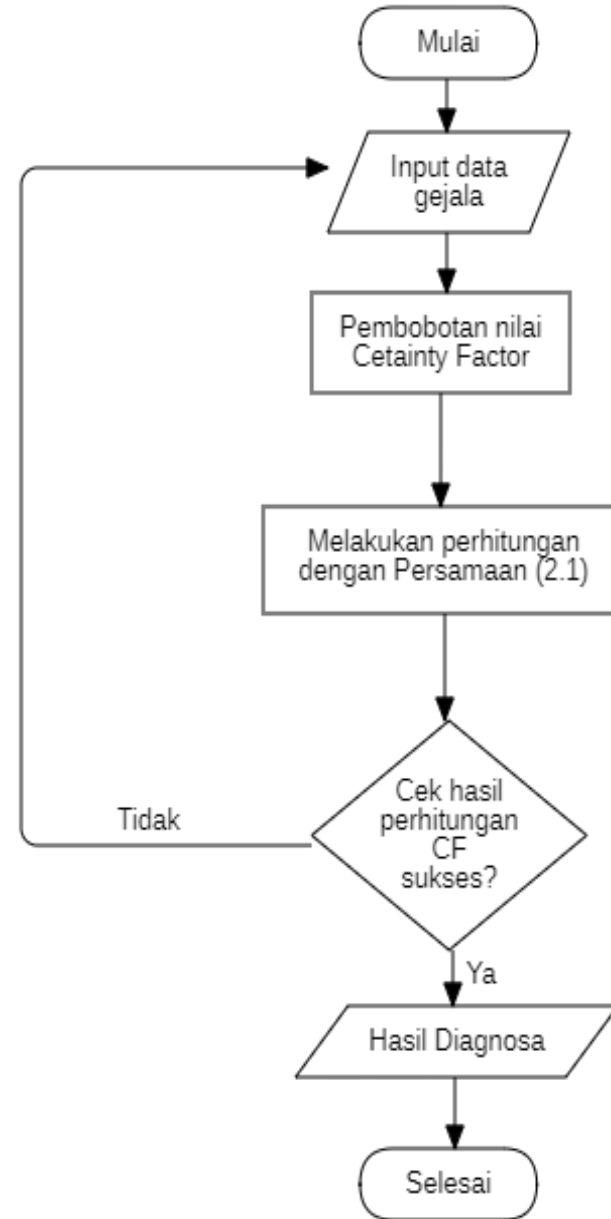 Mulai
Input data
gejala
Pembobotan nilai
Cetainty Factor
Melakukan perhitungan
dengan Persamaan (2.1)
Cek hasil
perhitungan
CF
sukses?
Tidak
Ya
Hasil Diagnosa
Selesai